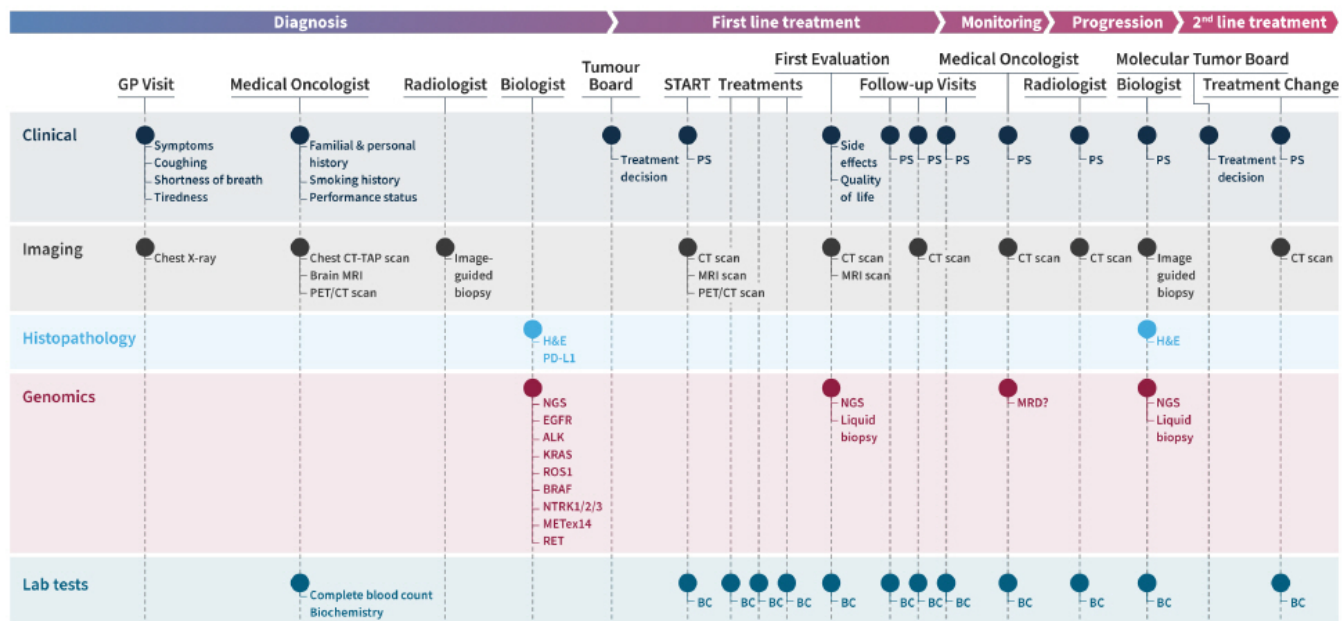 Diagnosis
First line treatment
Monitoring
Progression
2nd line treatment
First Evaluation
Medical Oncologist
Molecular Tumor Board
Tumour
Board
GP Visit
Medical Oncologist
Radiologist
Biologist
START
Treatments
Follow-up Visits
Radiologist
Biologist
Treatment Change
Clinical
Symptoms
Coughing
Shortness of breath
Tiredness
Familial & personal
history
Smoking history
Performance status
Treatment
decision
PS
Side
effects
Quality
of life
PS
PS
PS
PS
PS
PS
Treatment
decision
PS
Imaging
Chest X-ray
Chest CT-TAP scan
Brain MRI
PET/CT scan
Image-
guided
biopsy
CT scan
MRI scan
PET/CT scan
CT scan
MRI scan
CT scan
CT scan
CT scan
Image
guided
biopsy
CT scan
Histopathology
H&E
PD-L1
H&E
Genomics
NGS
EGFR
ALK
KRAS
ROS1
BRAF
NTRK1/2/3
METex14
RET
NGS
Liquid
biopsy
MRD?
NGS
Liquid
biopsy
Lab tests
Complete blood count
Biochemistry
BC
BC
BC
BC
BC
BC
BC
BC
BC
BC
BC
BC